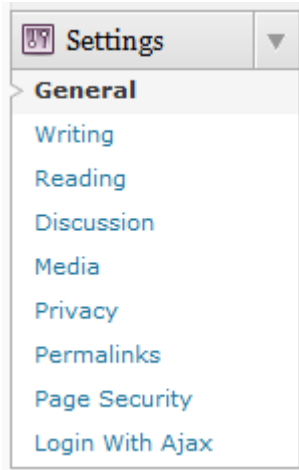 Settings
General
Writing
Reading
Discussion
Media
Privacy
Permalinks
Page Security
Login With Ajax